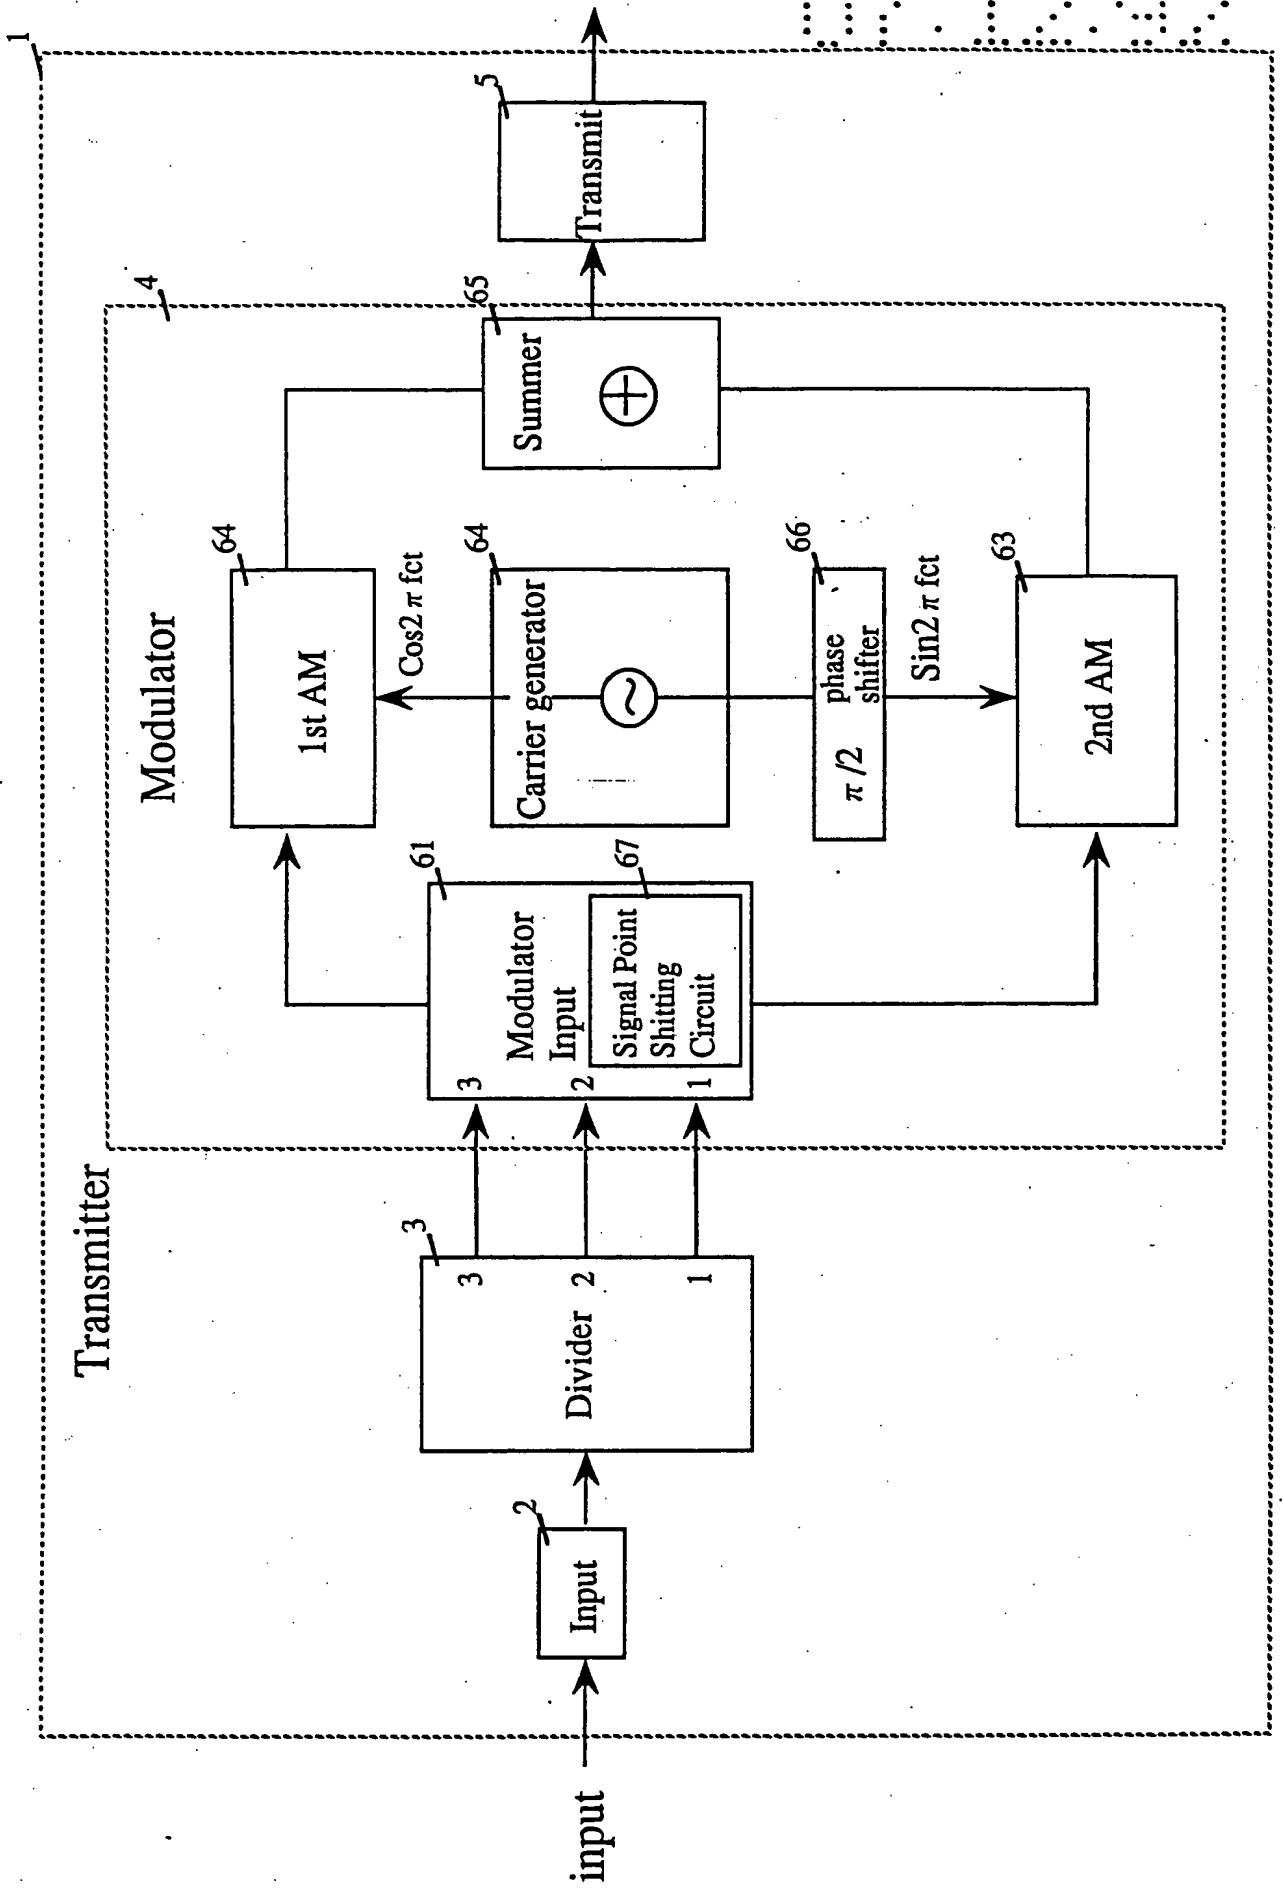 1
Transmitter
4
Modulator
input
2
Input
3
Divider
3
2
1
61
3
2
1
Modulator
Input
67
Signal Point
Shitting
Circuit
64
1st AM
Cos2 π fct
64
Carrier generator
~
66
π/2 phase
shifter
Sin2 π fct
63
2nd AM
65
Summer
+
5
Transmit